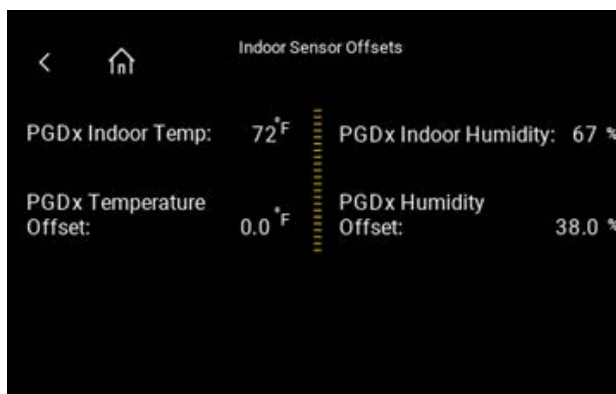 Indoor Sensor Offsets
PGDx Indoor Temp: 72°F
PGDx Indoor Humidity: 67 %
PGDx Temperature
Offset: 0.0 °F
PGDx Humidity
Offset: 38.0 %